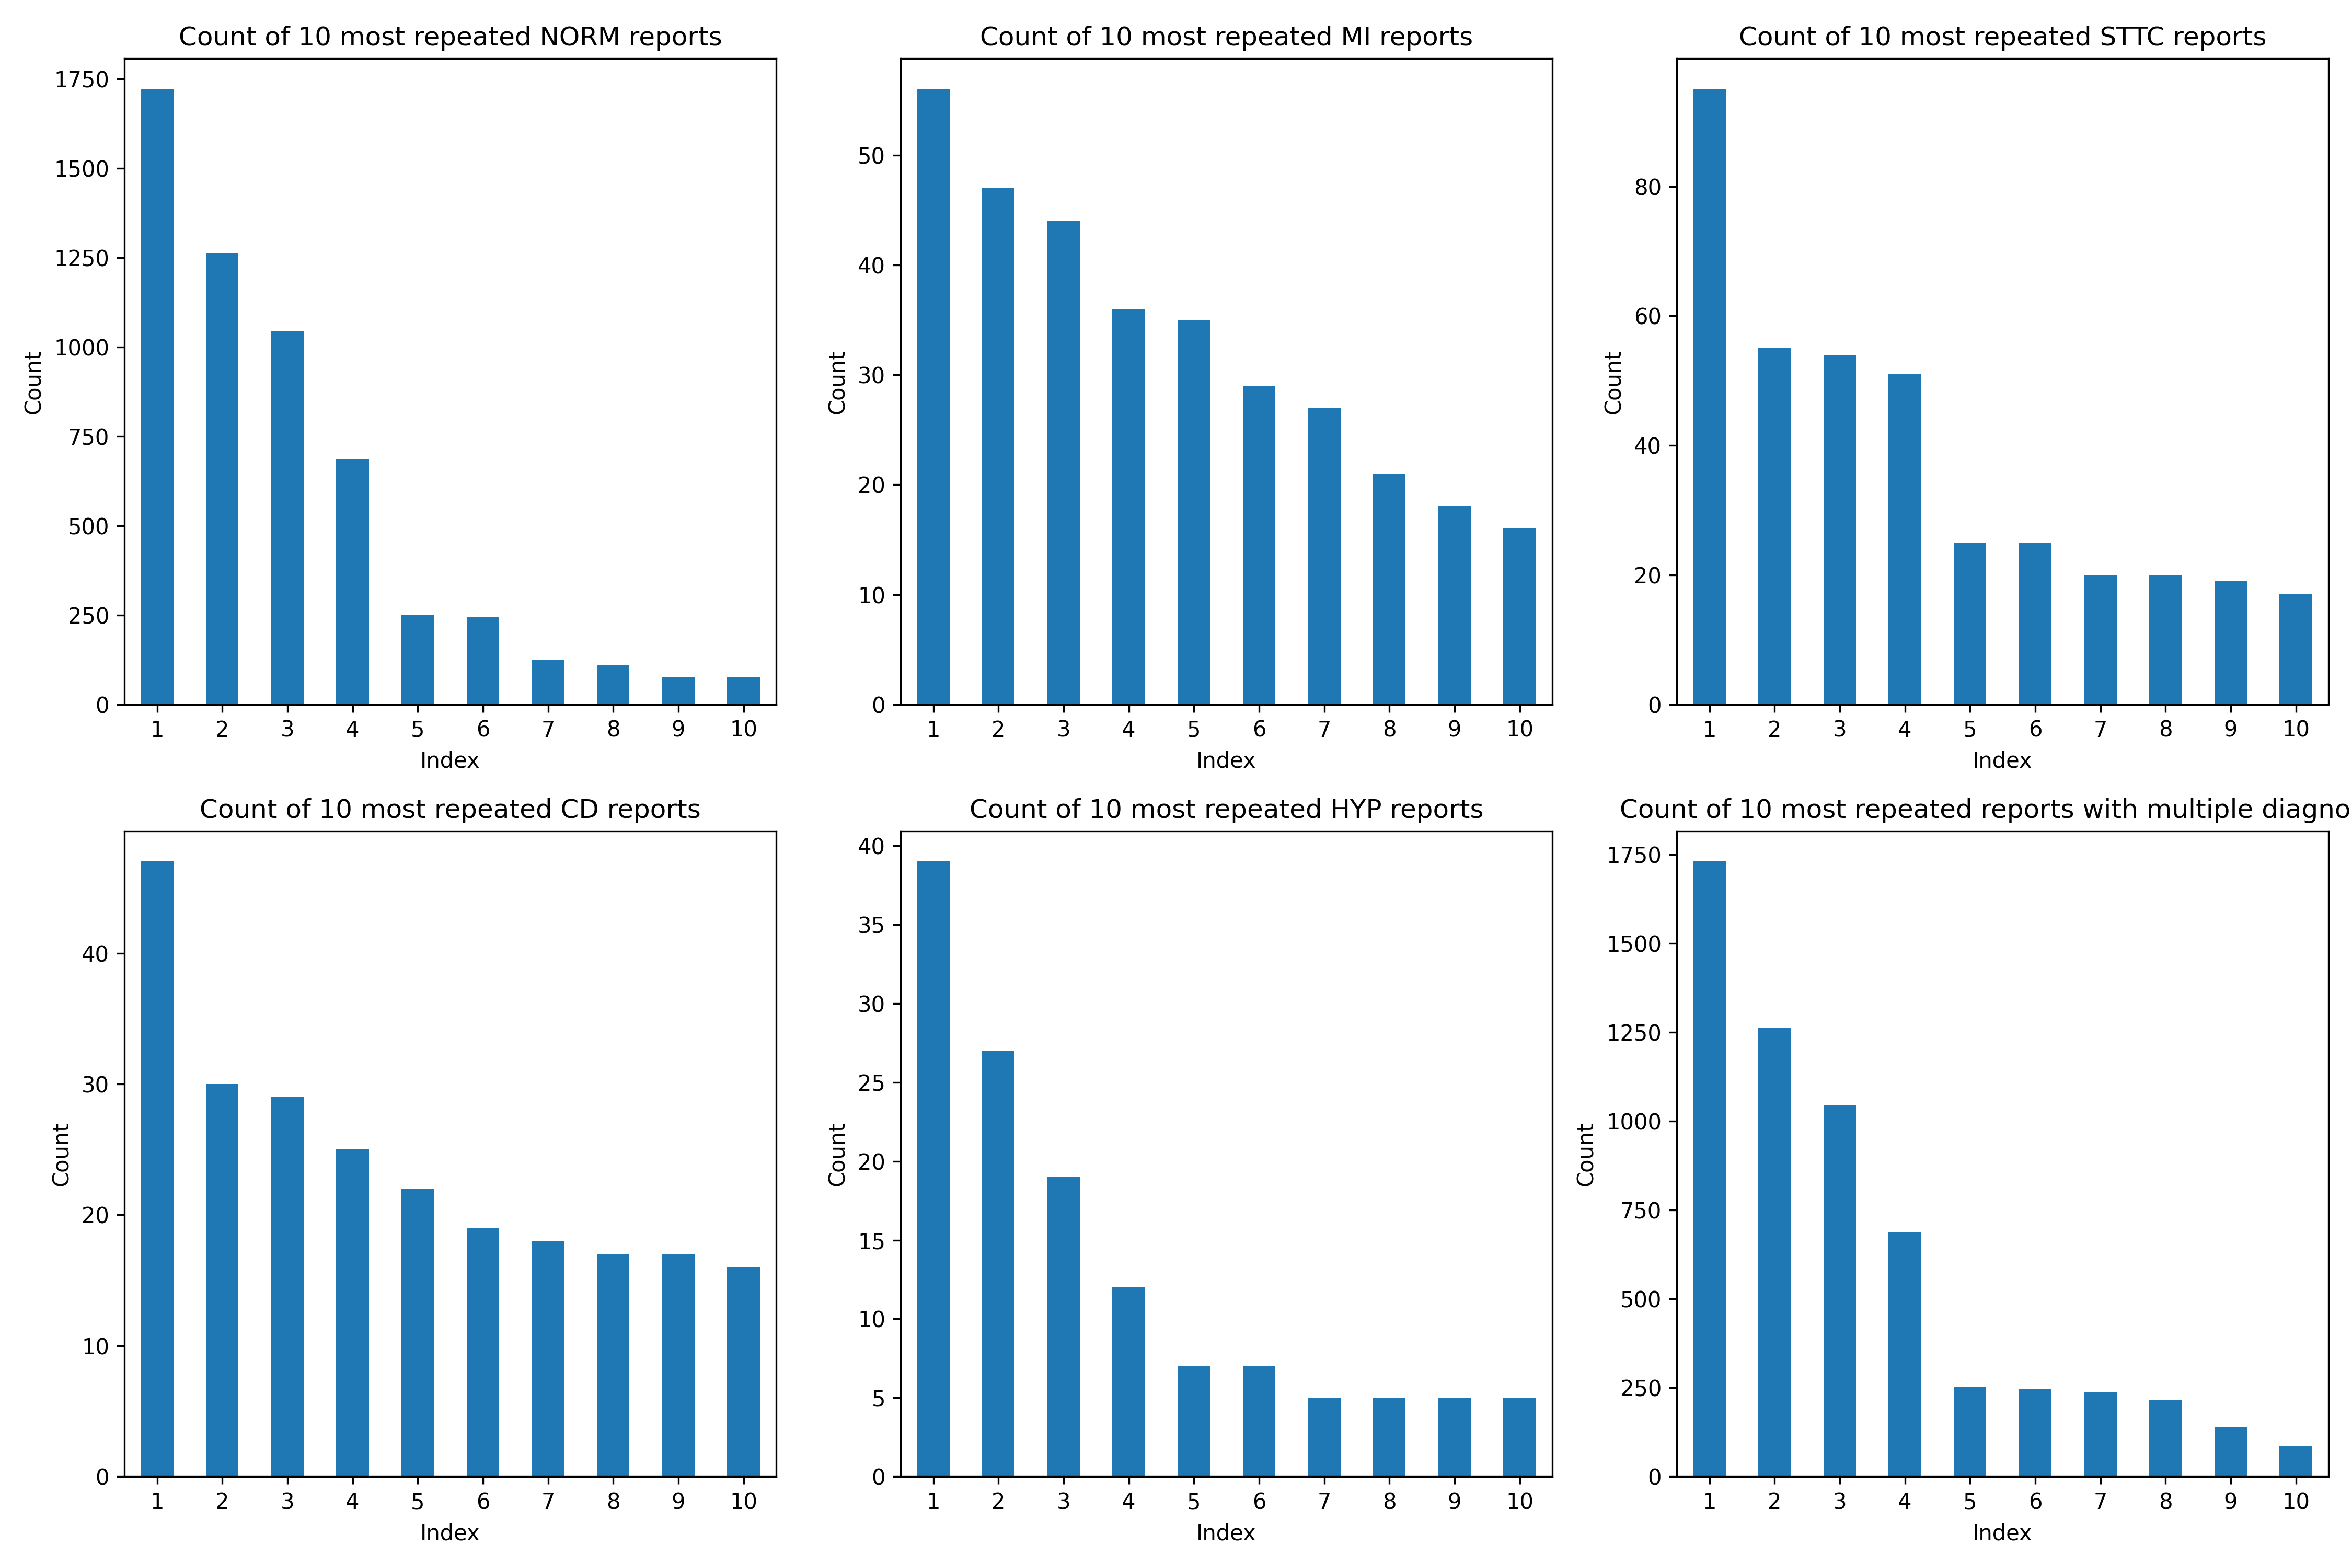 Count of 10 most repeated NORM reports
1750
1500
1250
1000
750
500
250
0
Count
1 2 3 4 5 6 7 8 9 10
Index
Count of 10 most repeated MI reports
50
40
30
20
10
0
Count
1 2 3 4 5 6 7 8 9 10
Index
Count of 10 most repeated STTC reports
80
60
40
20
0
Count
1 2 3 4 5 6 7 8 9 10
Index
Count of 10 most repeated CD reports
40
30
20
10
0
Count
1 2 3 4 5 6 7 8 9 10
Index
Count of 10 most repeated HYP reports
40
35
30
25
20
15
10
5
0
Count
1 2 3 4 5 6 7 8 9 10
Index
Count of 10 most repeated reports with multiple diagno
1750
1500
1250
1000
750
500
250
0
Count
1 2 3 4 5 6 7 8 9 10
Index